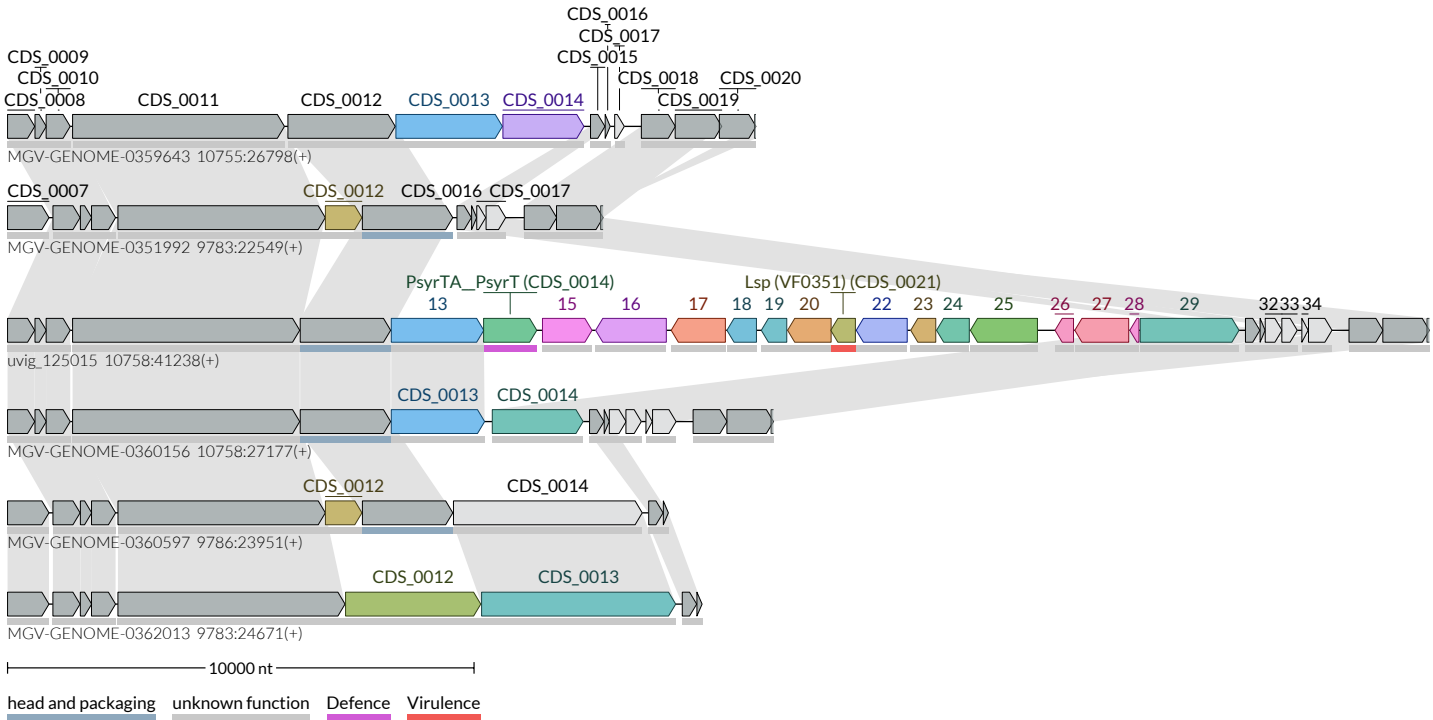 CDS_0016
CDS_0017
CDS_0009 CDS_0015
CDS_0010 CDS_0018 CDS_0020
CDS_0008 CDS_0011 CDS_0012 CDS_0013 CDS_0014 CDS_0019
MGV-GENOME-0359643 10755:26798(+)
CDS_0007 CDS_0012 CDS_0016 CDS_0017
MGV-GENOME-0351992 9783:22549(+)
PsyrTA__PsyrT (CDS_0014) Lsp (VF0351) (CDS_0021)
13 15 16 17 18 19 20 22 23 24 25 26 27 28 29 32 33 34
uvig_125015 10758:41238(+)
CDS_0013 CDS_0014
MGV-GENOME-0360156 10758:27177(+)
CDS_0012 CDS_0014
MGV-GENOME-0360597 9786:23951(+)
CDS_0012 CDS_0013
MGV-GENOME-0362013 9783:24671(+)
10000 nt
head and packaging unknown function Defence Virulence